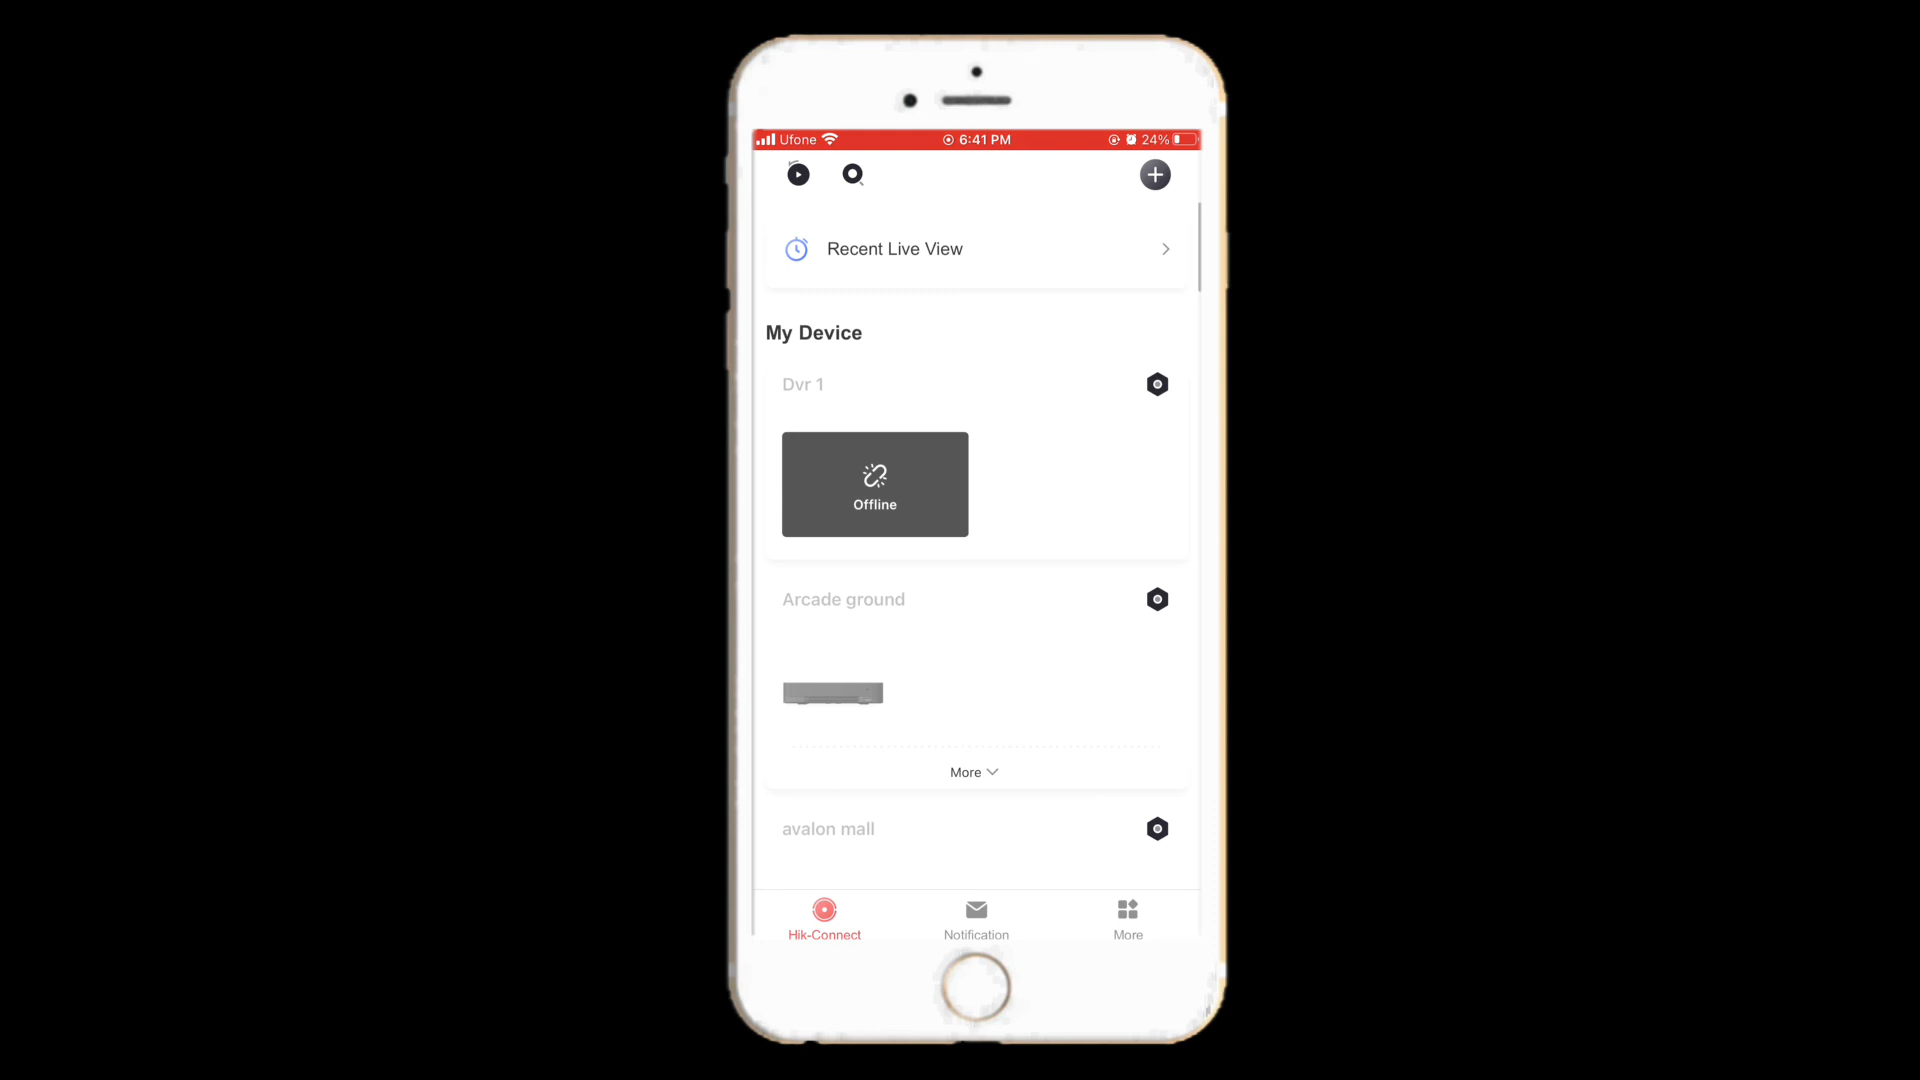 Ufone 6:41 PM 24%
Recent Live View
My Device
Dvr 1
Offline
Arcade ground
More
avalon mall
Hik-Connect Notification More